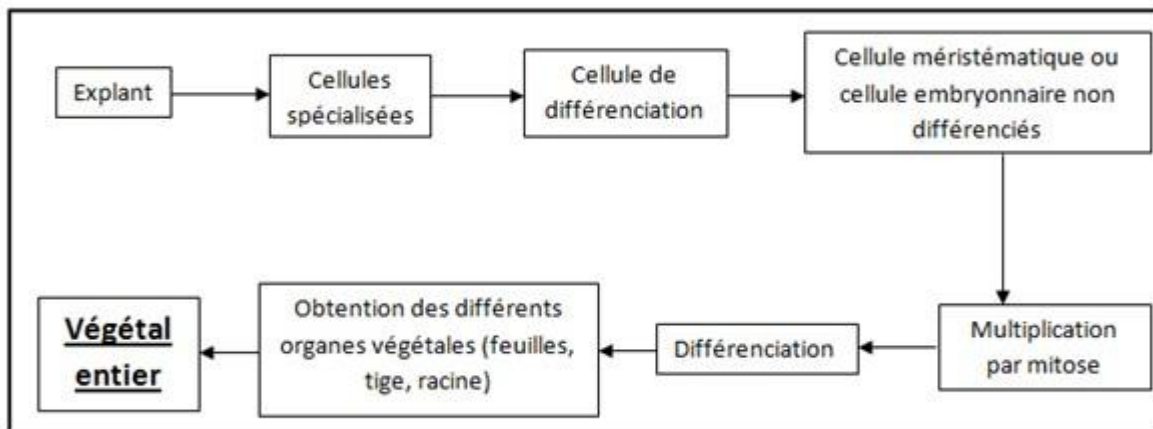 Explant
Cellules
spécialisées
Cellule de
différenciation
Cellule méristématique ou
cellule embryonnaire non
différenciés
Multiplication
par mitose
Différenciation
Obtention des différents
organes végétales (feuilles,
tige, racine)
Végétal
entier